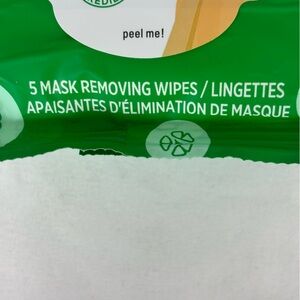 peel me!
5 MASK REMOVING WIPES / LINGETTES
APAISANTES D'ÉLIMINATION DE MASQUE